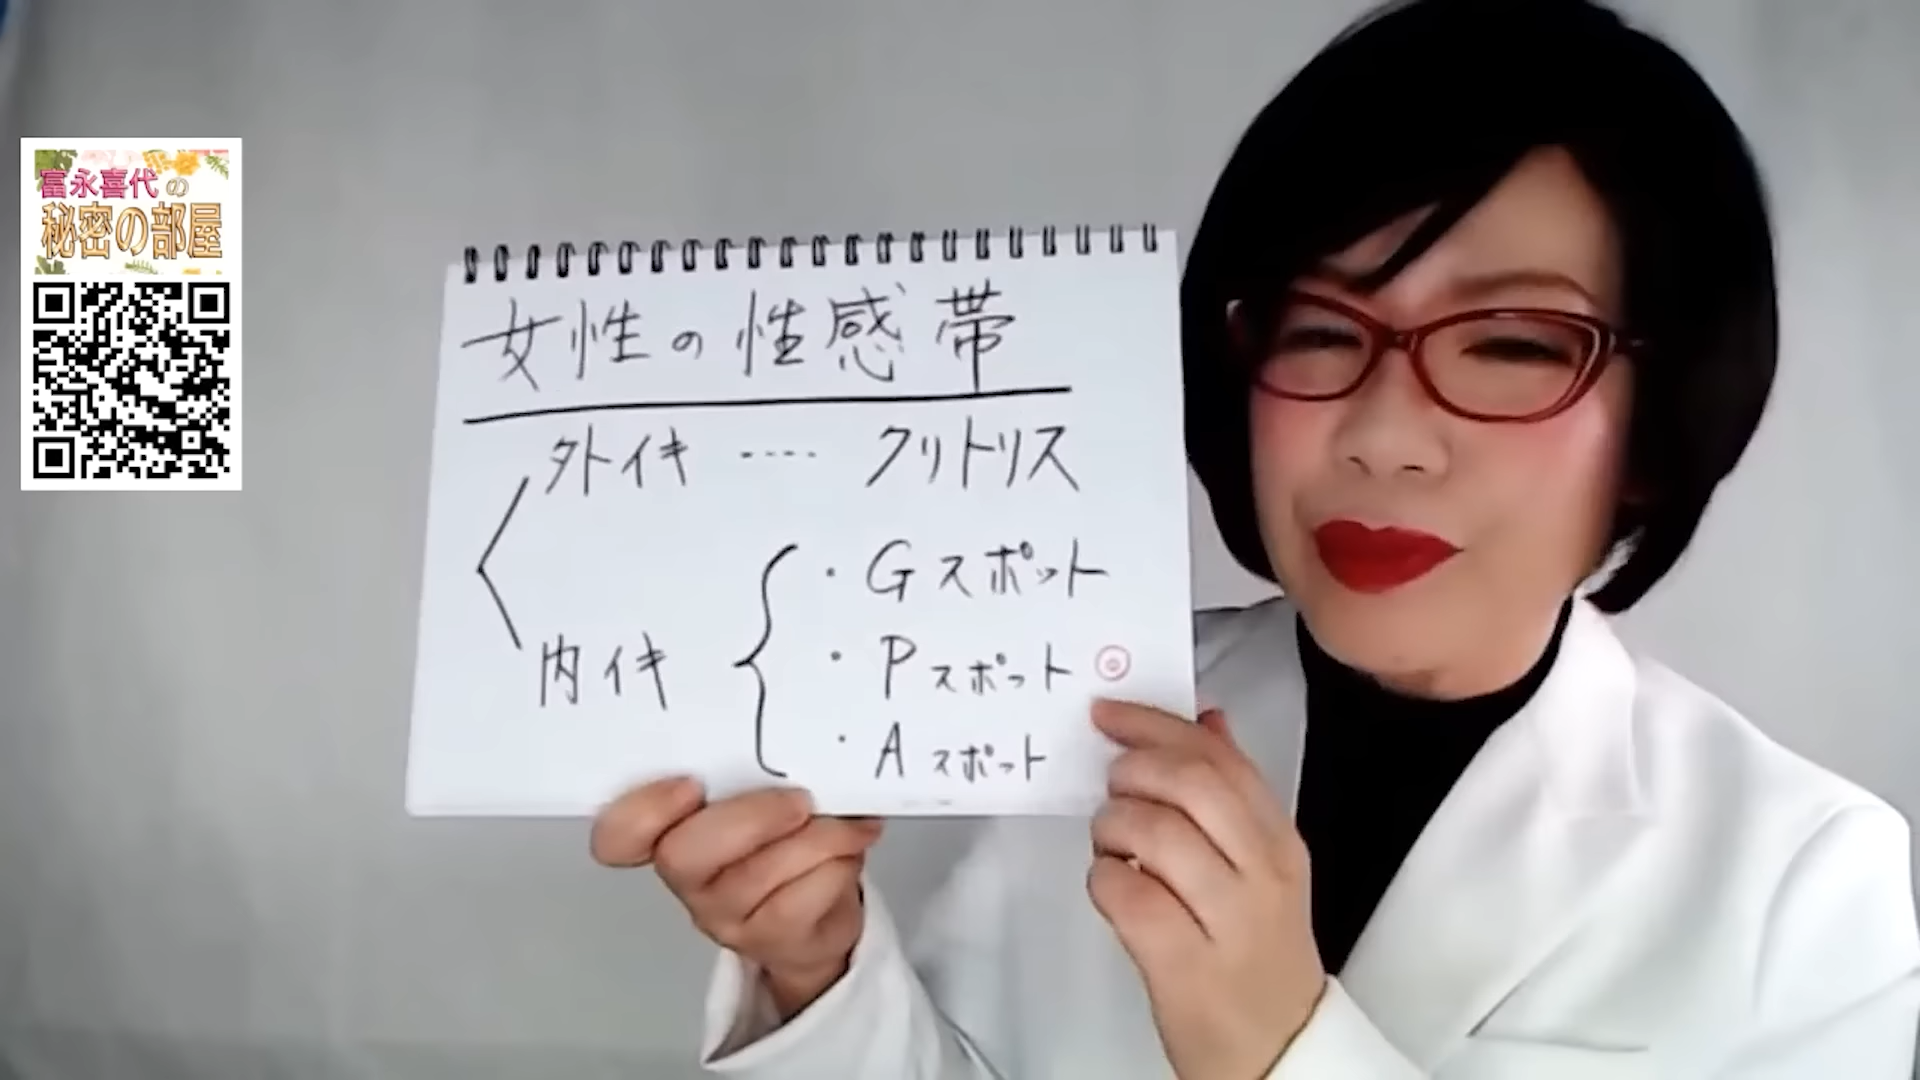 富永喜代の
秘密の部屋
女性の性感帯
外イキ ···· クリトリス
・Gスポット
内イキ
・Pスポット
・Aスポット